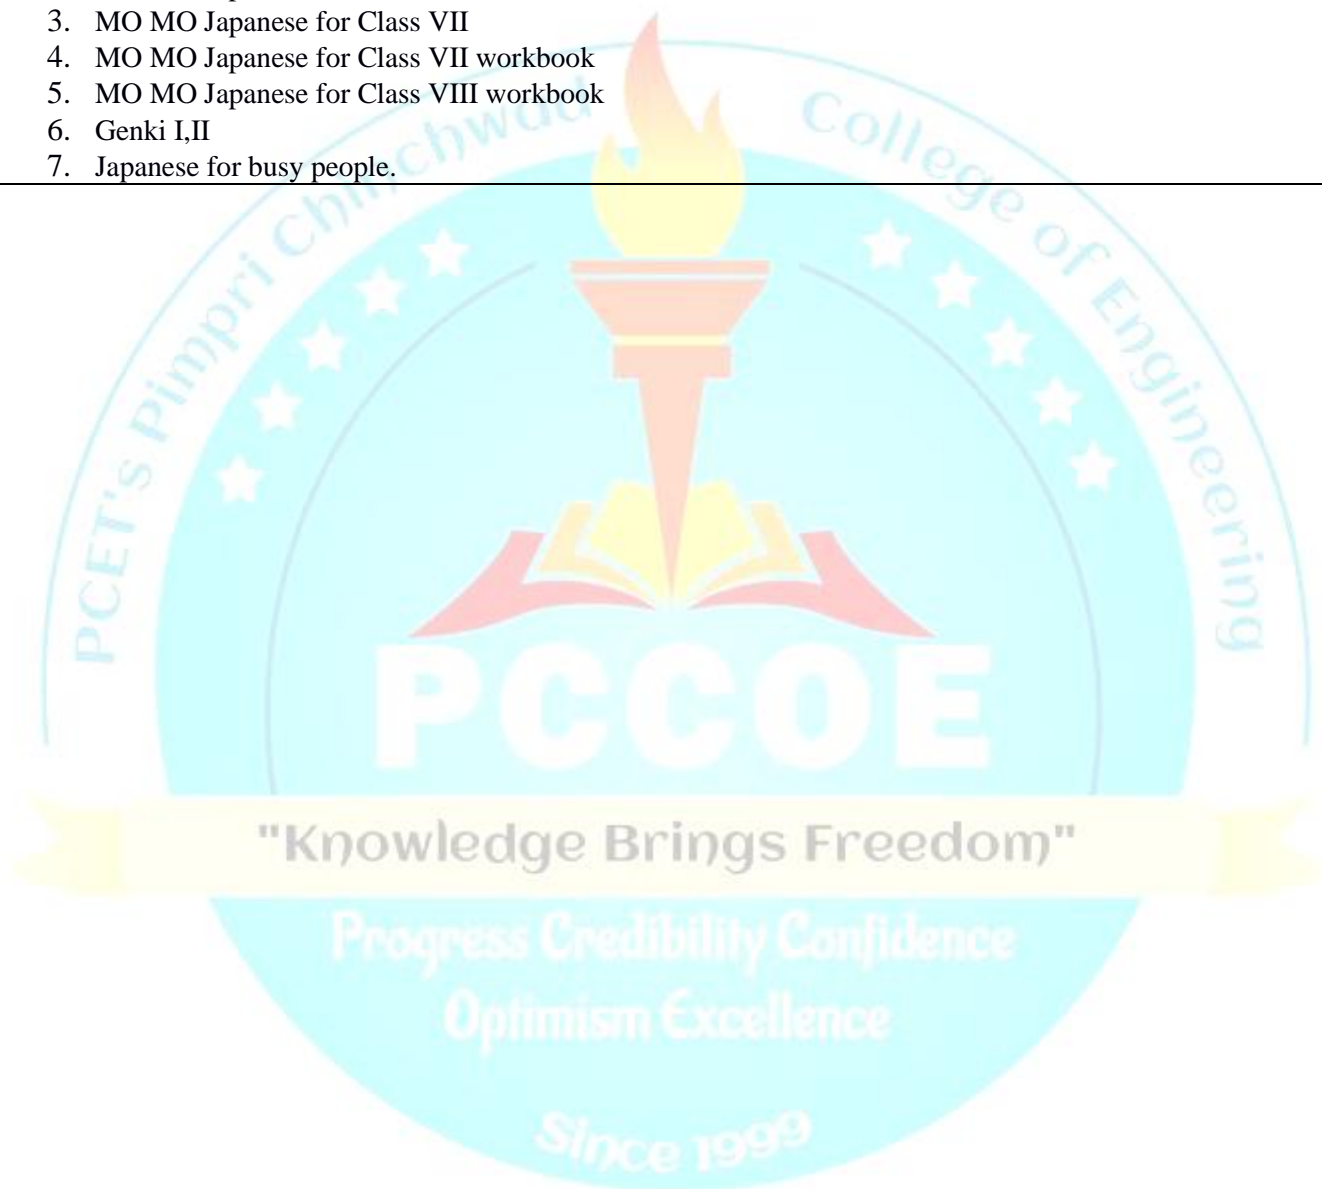 3. MO MO Japanese for Class VII
4. MO MO Japanese for Class VII workbook
5. MO MO Japanese for Class VIII workbook
6. Genki I,II
7. Japanese for busy people.
PCET's Pimpri Chinchwad College of Engineering
PCCOE
"Knowledge Brings Freedom"
Progress Credibility Confidence
Optimism Excellence
Since 1999